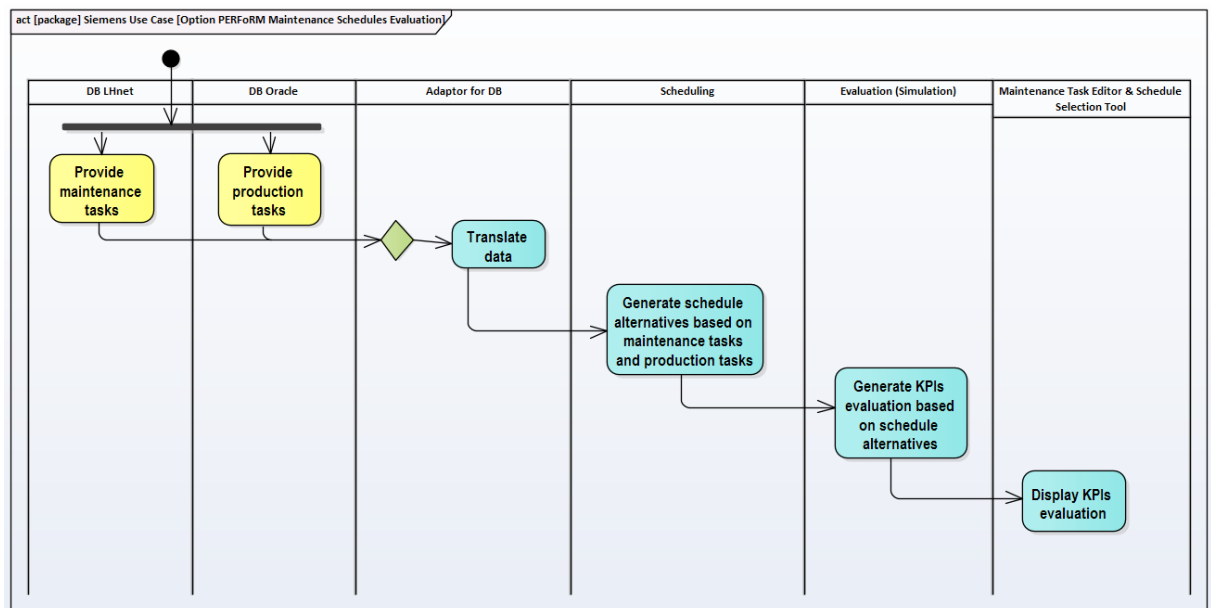 act [package] Siemens Use Case [Option PERFoRM Maintenance Schedules Evaluation]
DB LHnet
DB Oracle
Adaptor for DB
Scheduling
Evaluation (Simulation)
Maintenance Task Editor & Schedule
Selection Tool
Provide
maintenance
tasks
Provide
production
tasks
Translate
data
Generate schedule
alternatives based on
maintenance tasks
and production tasks
Generate KPIs
evaluation based
on schedule
alternatives
Display KPIs
evaluation